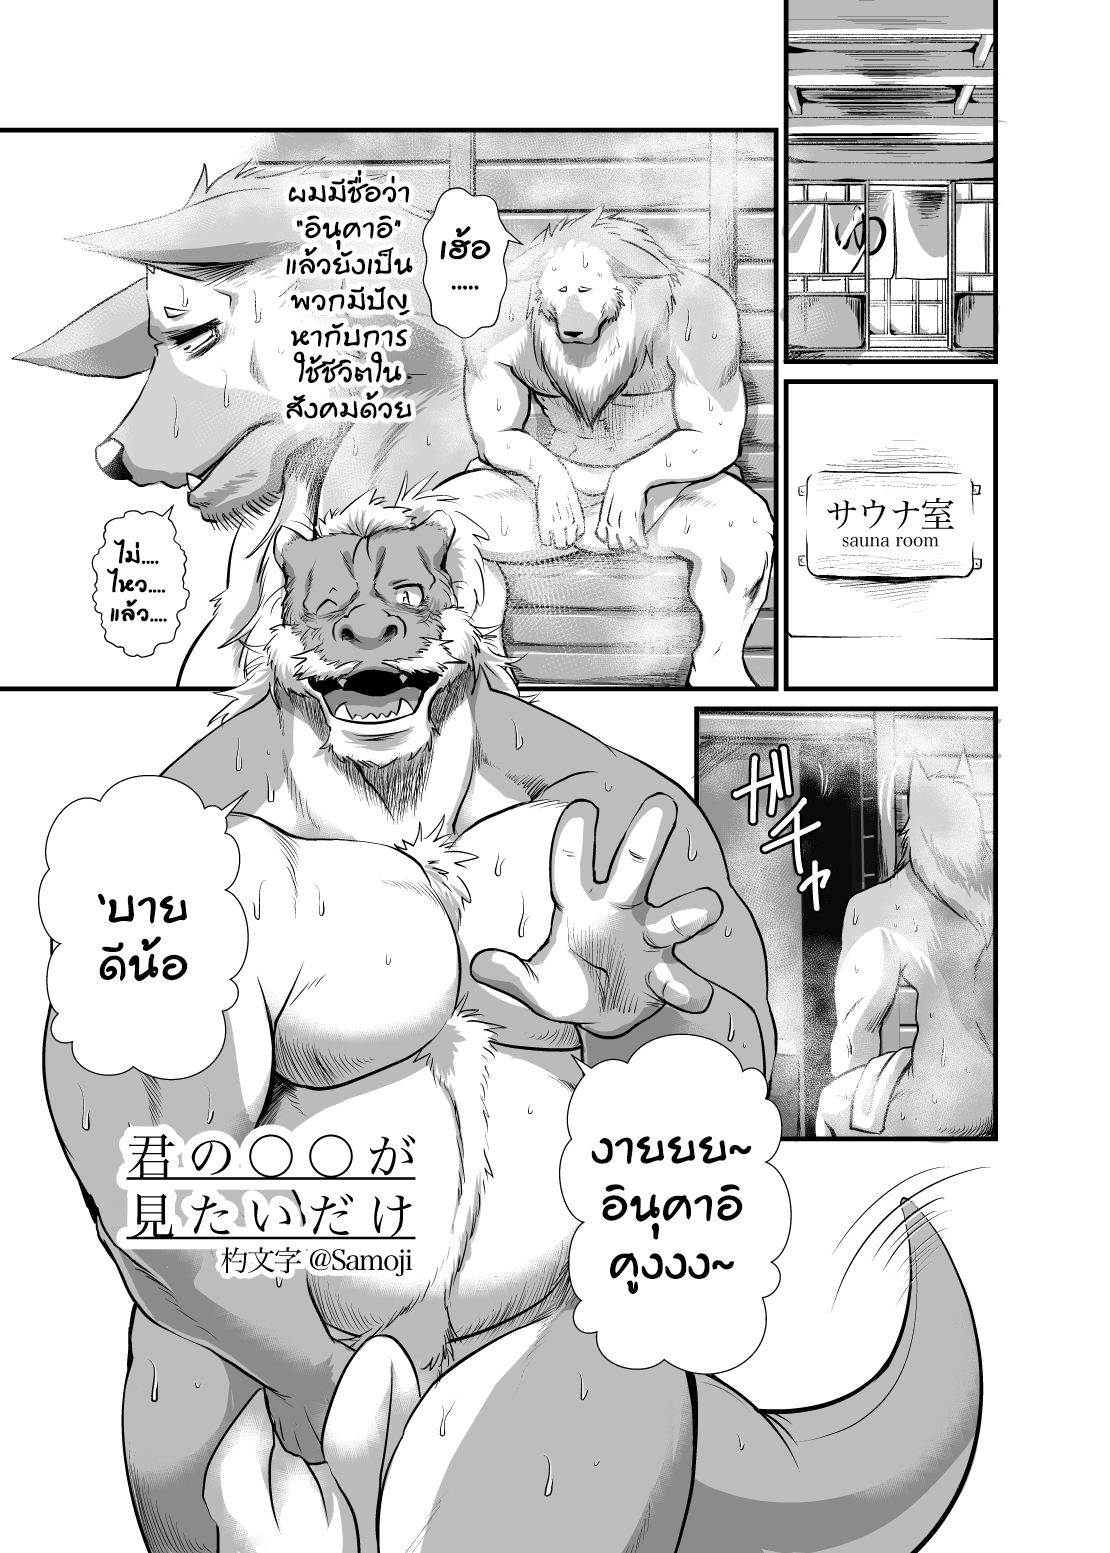 サウナ室
sauna room
เฮ้อ
.....
ผมมีชื่อว่า
"อินุคาอิ"
แล้วยังเป็น
พวกมีปัญ
หากับการ
ใช้ชีวิตใน
สังคมด้วย
ไม่....
ไหว....
แล้ว....
ガチャ
'บาย
ดีน้อ
งายยย~
อินุคาอิ
คูงงง~
君の○○が
見たいだけ
杓文字 @Samoji